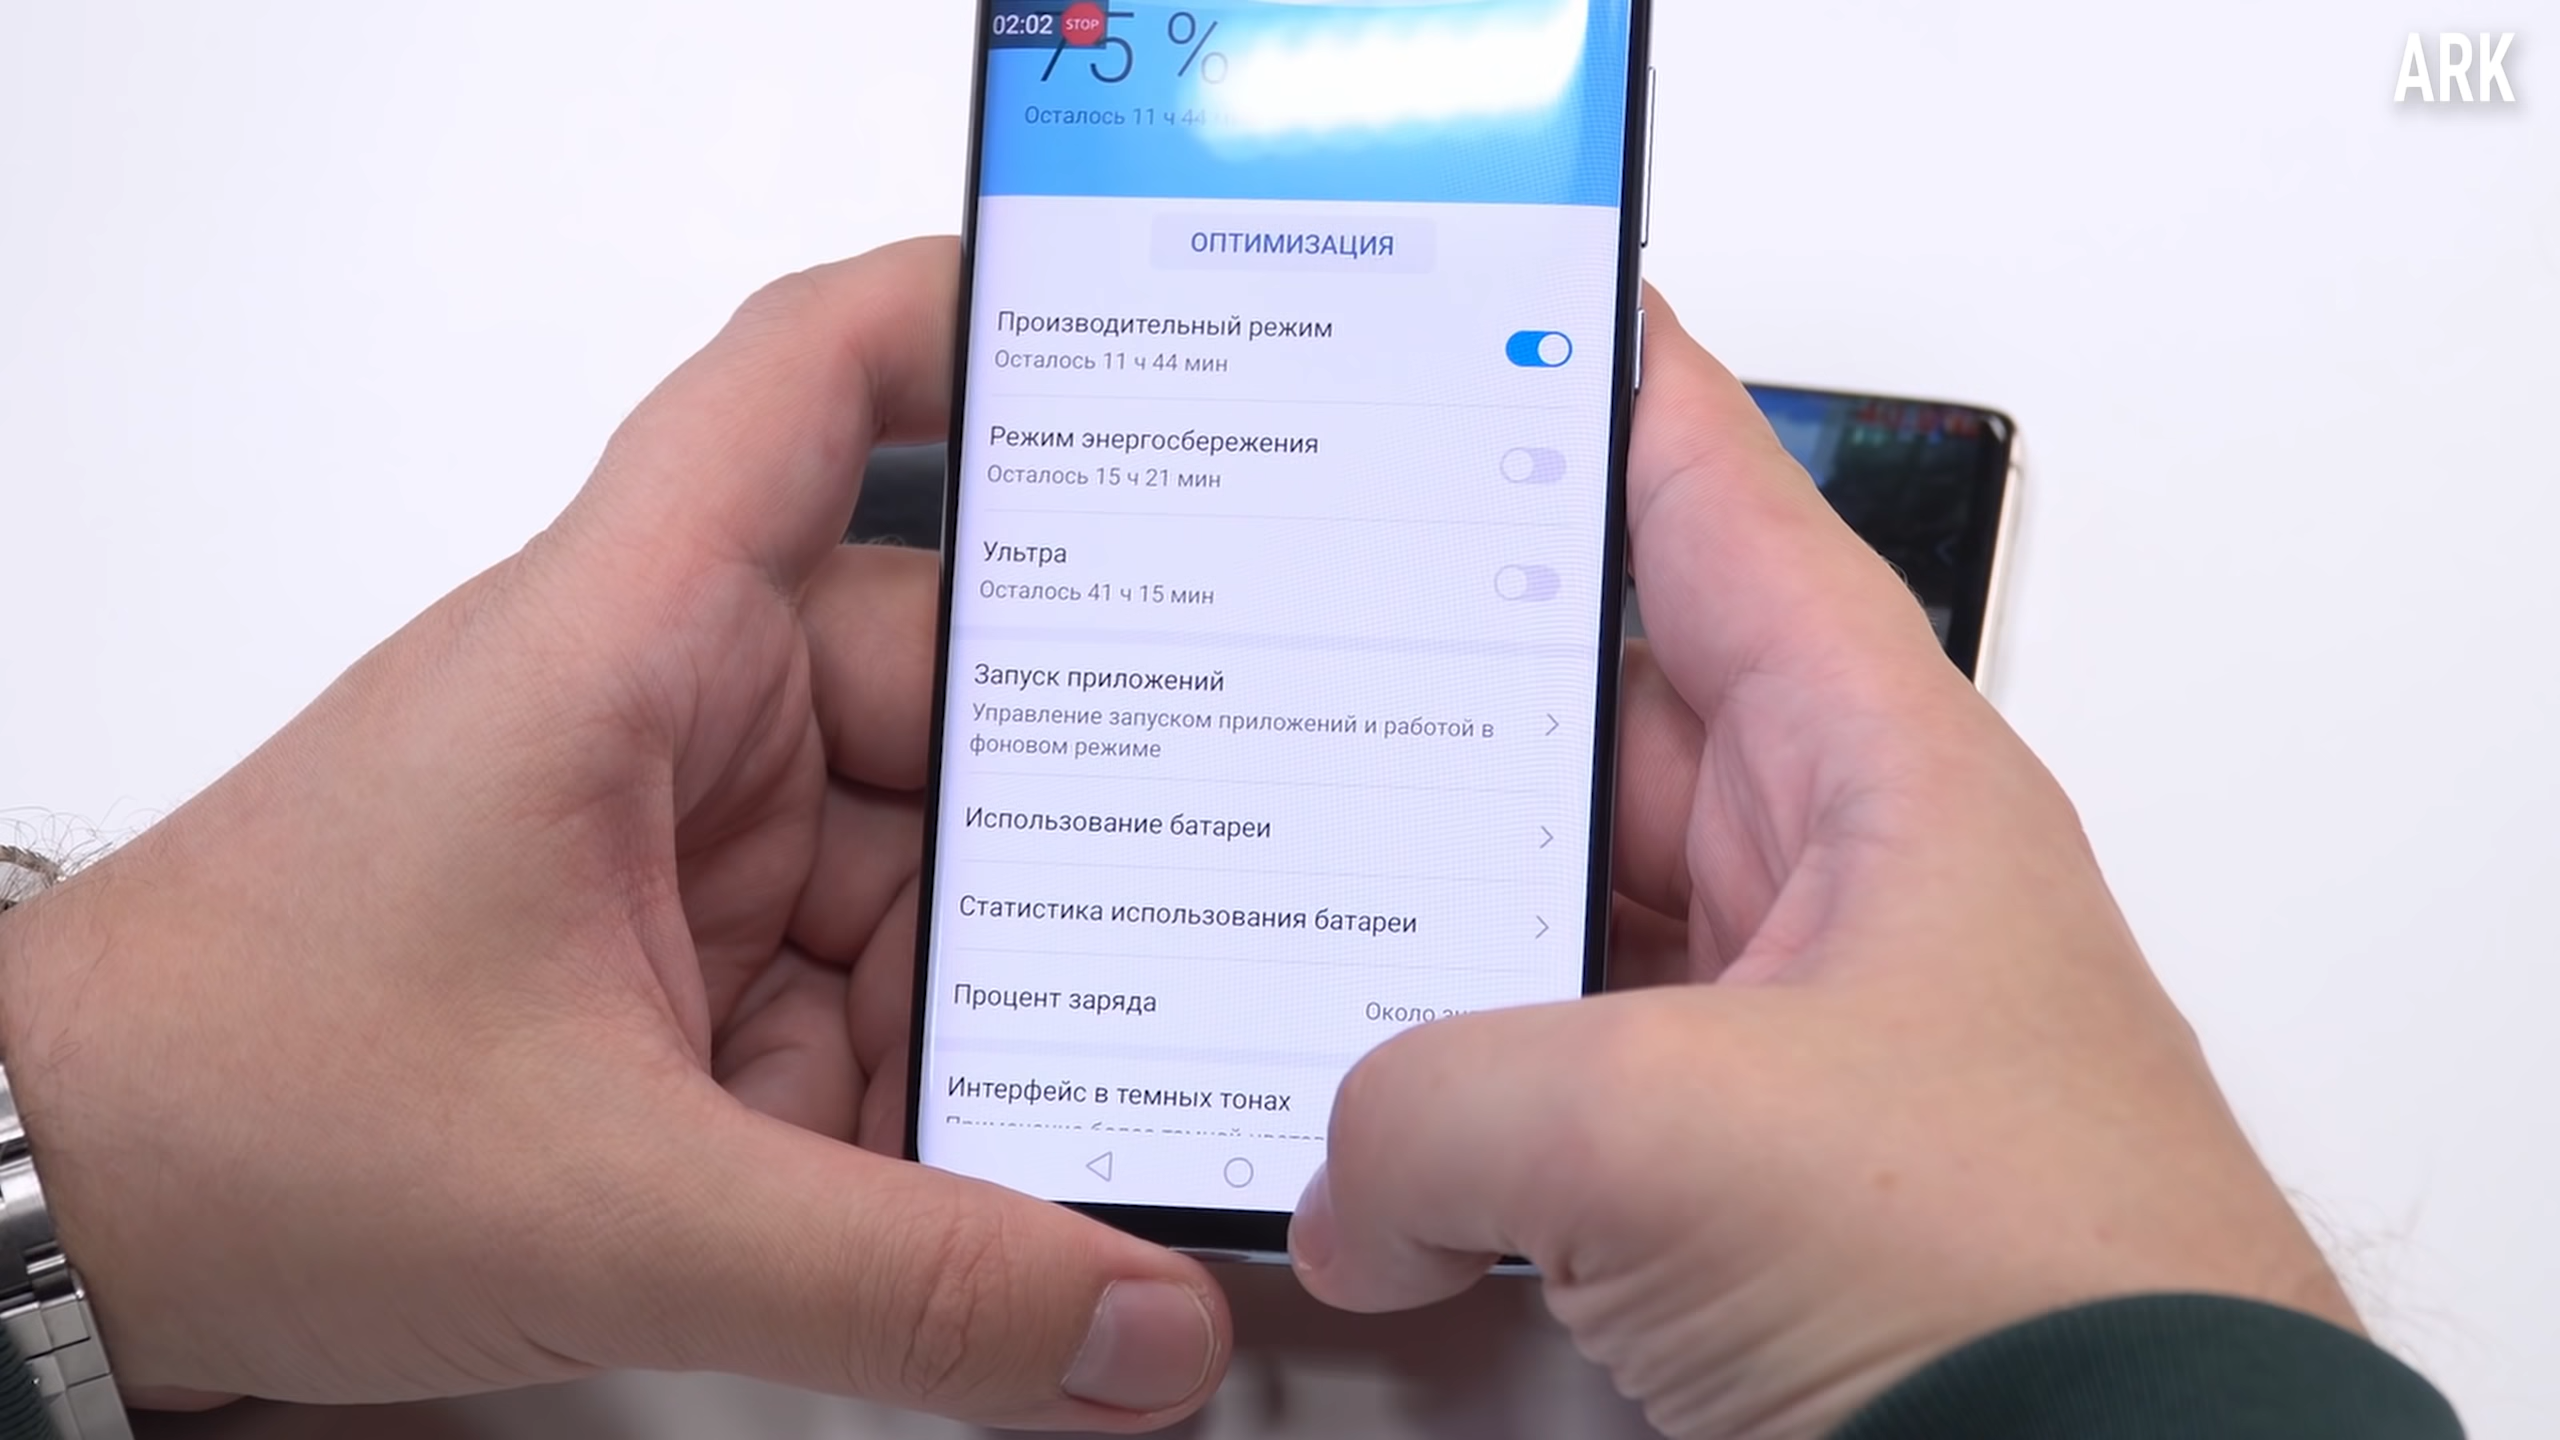 ARK
02:02 STOP
75 %
Осталось 11 ч 44
ОПТИМИЗАЦИЯ
Производительный режим
Осталось 11 ч 44 мин
Режим энергосбережения
Осталось 15 ч 21 мин
Ультра
Осталось 41 ч 15 мин
Запуск приложений
Управление запуском приложений и работой в
фоновом режиме
Использование батареи
Статистика использования батареи
Процент заряда
Около
Интерфейс в темных тонах